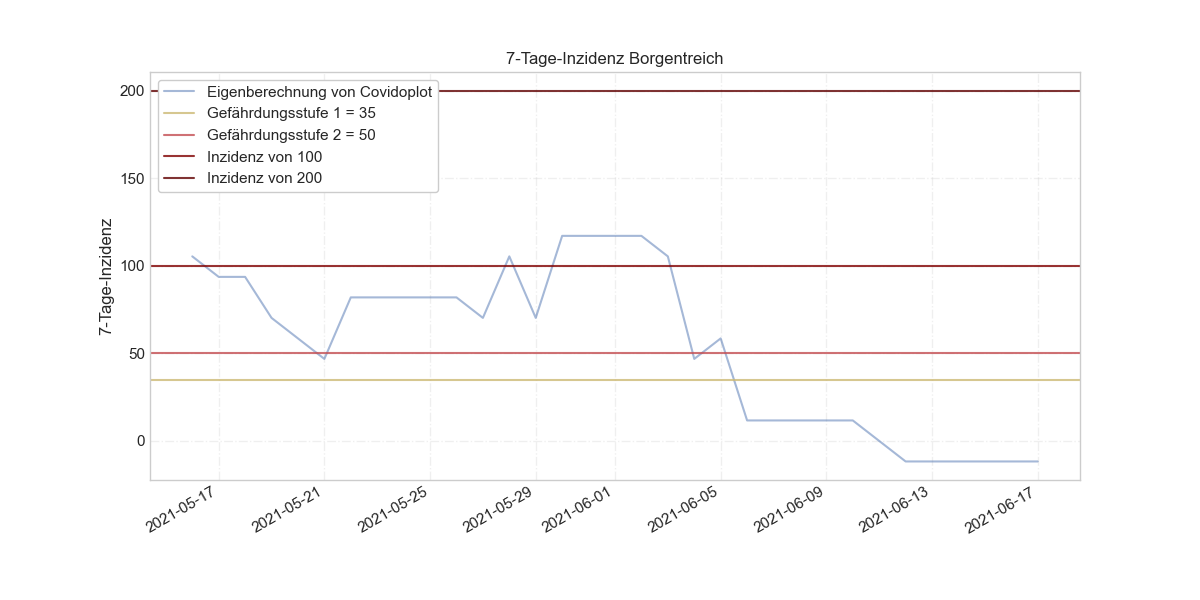 7-Tage-Inzidenz Borgentreich
Eigenberechnung von Covidoplot
Gefährdungsstufe 1 = 35
Gefährdungsstufe 2 = 50
Inzidenz von 100
Inzidenz von 200
7-Tage-Inzidenz
200
150
100
50
0
2021-05-17
2021-05-21
2021-05-25
2021-05-29
2021-06-01
2021-06-05
2021-06-09
2021-06-13
2021-06-17